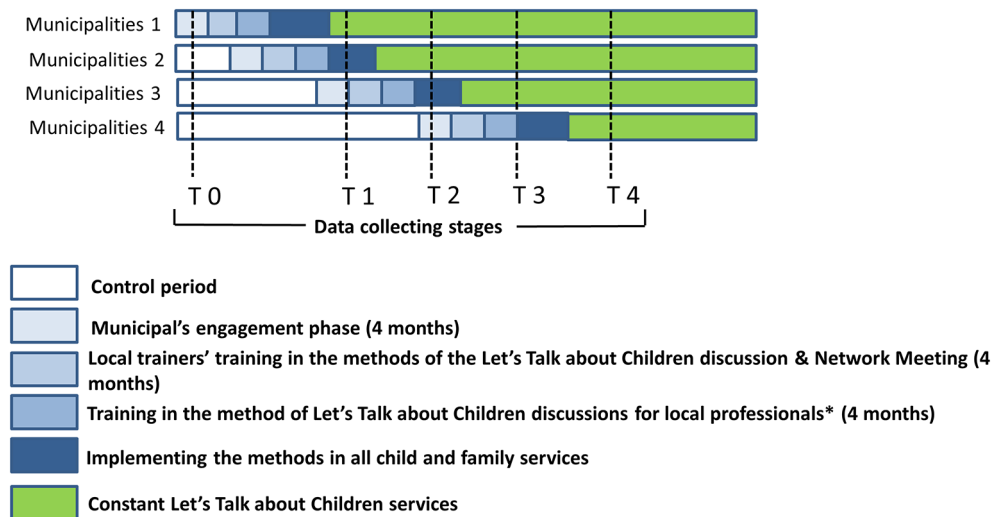 Municipalities 1
Municipalities 2
Municipalities 3
Municipalities 4
T 0
T 1
T 2
T 3
T 4
Data collecting stages
Control period
Municipal's engagement phase (4 months)
Local trainers' training in the methods of the Let's Talk about Children discussion & Network Meeting (4
months)
Training in the method of Let's Talk about Children discussions for local professionals* (4 months)
Implementing the methods in all child and family services
Constant Let's Talk about Children services